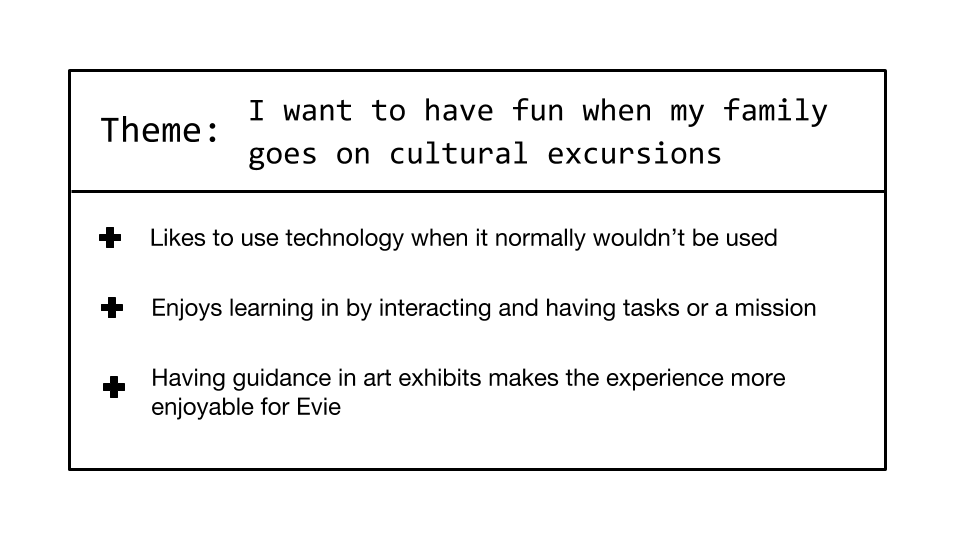 Theme:
I want to have fun when my family
goes on cultural excursions
Likes to use technology when it normally wouldn't be used
Enjoys learning in by interacting and having tasks or a mission
Having guidance in art exhibits makes the experience more
enjoyable for Evie